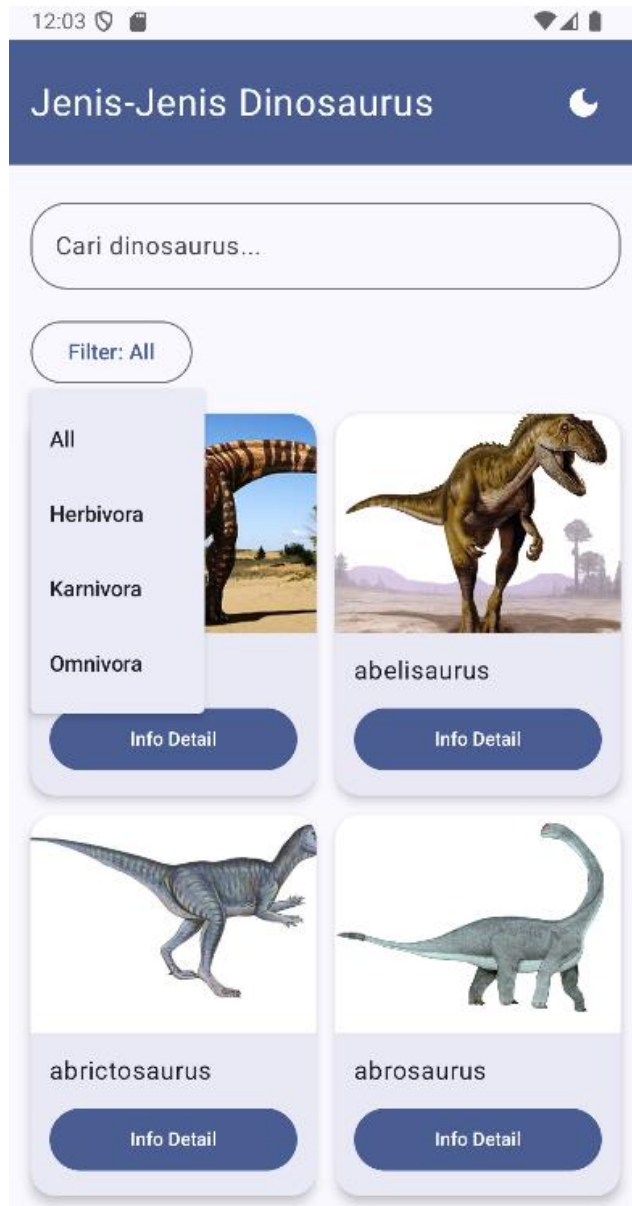 12:03
Jenis-Jenis Dinosaurus
Cari dinosaurus...
Filter: All
All
Herbivora
Karnivora
Omnivora
abelisaurus
Info Detail
Info Detail
abrictosaurus
abrosaurus
Info Detail
Info Detail